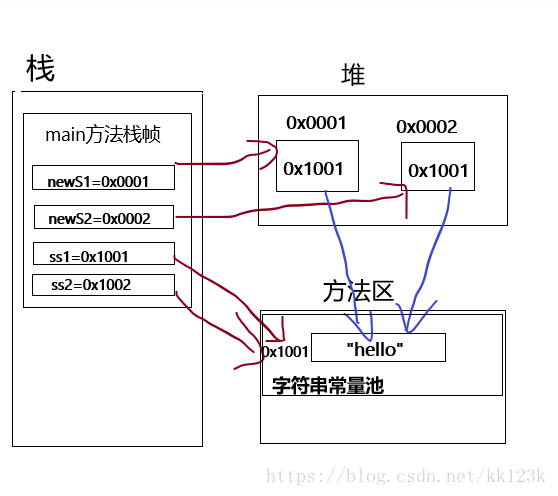 栈
main方法栈帧
newS1=0x0001
newS2=0x0002
ss1=0x1001
ss2=0x1002
堆
0x0001
0x0002
0x1001
0x1001
方法区
0x1001
"hello"
字符串常量池
https://blog.csdn.net/kk123k